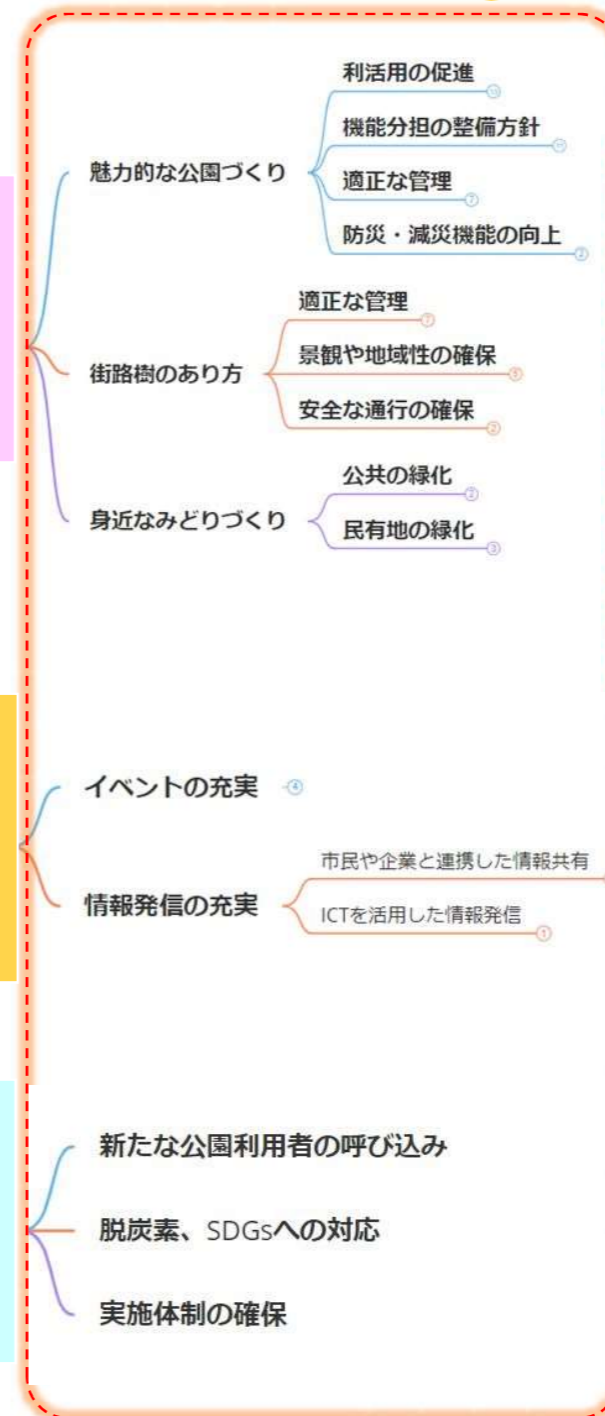 魅力的な公園づくり
利活用の促進
機能分担の整備方針
適正な管理
⑦
防災・減災機能の向上
②
街路樹のあり方
適正な管理
⑦
景観や地域性の確保
安全な通行の確保
②
身近なみどりづくり
公共の緑化
②
民有地の緑化
③
イベントの充実
④
情報発信の充実
市民や企業と連携した情報共有
ICTを活用した情報発信
①
新たな公園利用者の呼び込み
脱炭素、SDGsへの対応
実施体制の確保